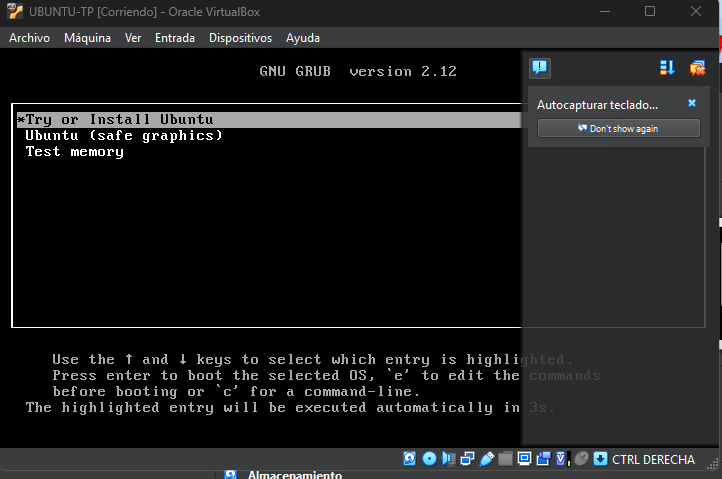 UBUNTU-TP [Corriendo] - Oracle VirtualBox
Archivo Máquina Ver Entrada Dispositivos Ayuda
GNU GRUB version 2.12
*Try or Install Ubuntu
Ubuntu (safe graphics)
Test memory
Autocapturar teclado...
Don't show again
Use the ↑ and ↓ keys to select which entry is highlighted.
Press enter to boot the selected OS, `e' to edit the commands
before booting or `c' for a command-line.
The highlighted entry will be executed automatically in 3s.
CTRL DERECHA
Almacenamiento